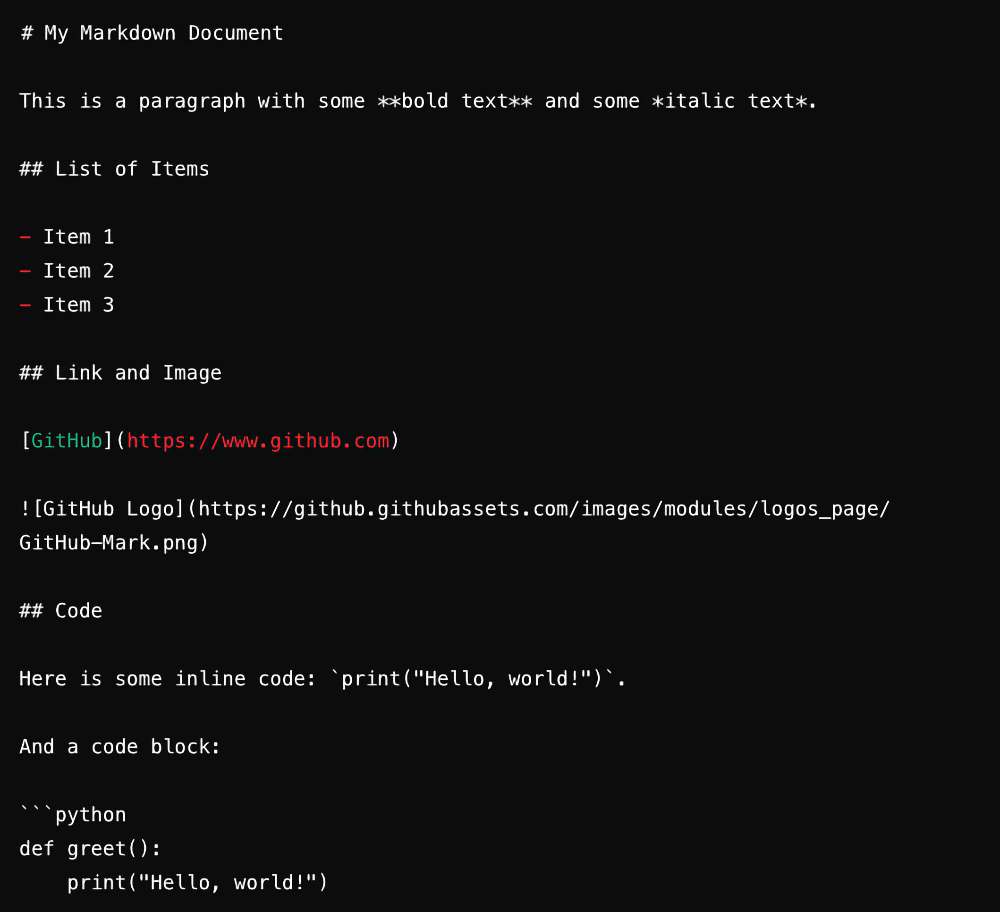 # My Markdown Document
This is a paragraph with some **bold text** and some *italic text*.
## List of Items
- Item 1
- Item 2
- Item 3
## Link and Image
[GitHub](https://www.github.com)
![GitHub Logo](https://github.githubassets.com/images/modules/logos_page/
GitHub-Mark.png)
## Code
Here is some inline code: `print("Hello, world!")`.
And a code block:
```python
def greet():
    print("Hello, world!")